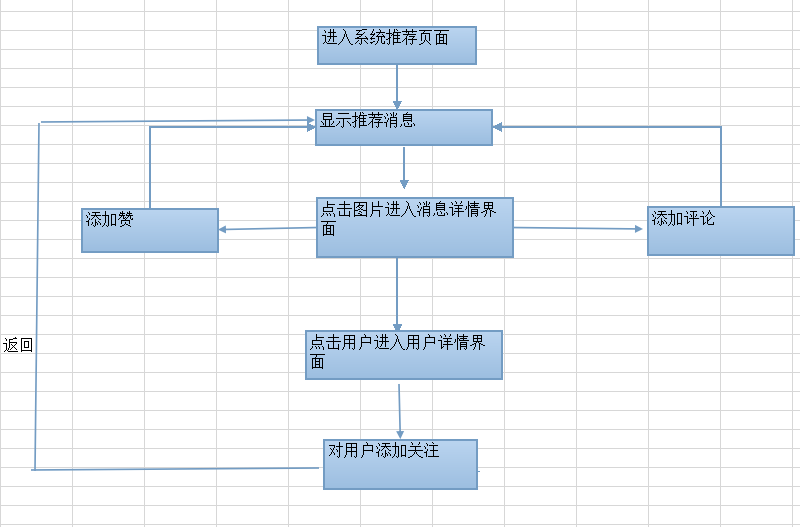 进入系统推荐页面
显示推荐消息
添加赞
点击图片进入消息详情界
面
添加评论
返回
点击用户进入用户详情界
面
对用户添加关注